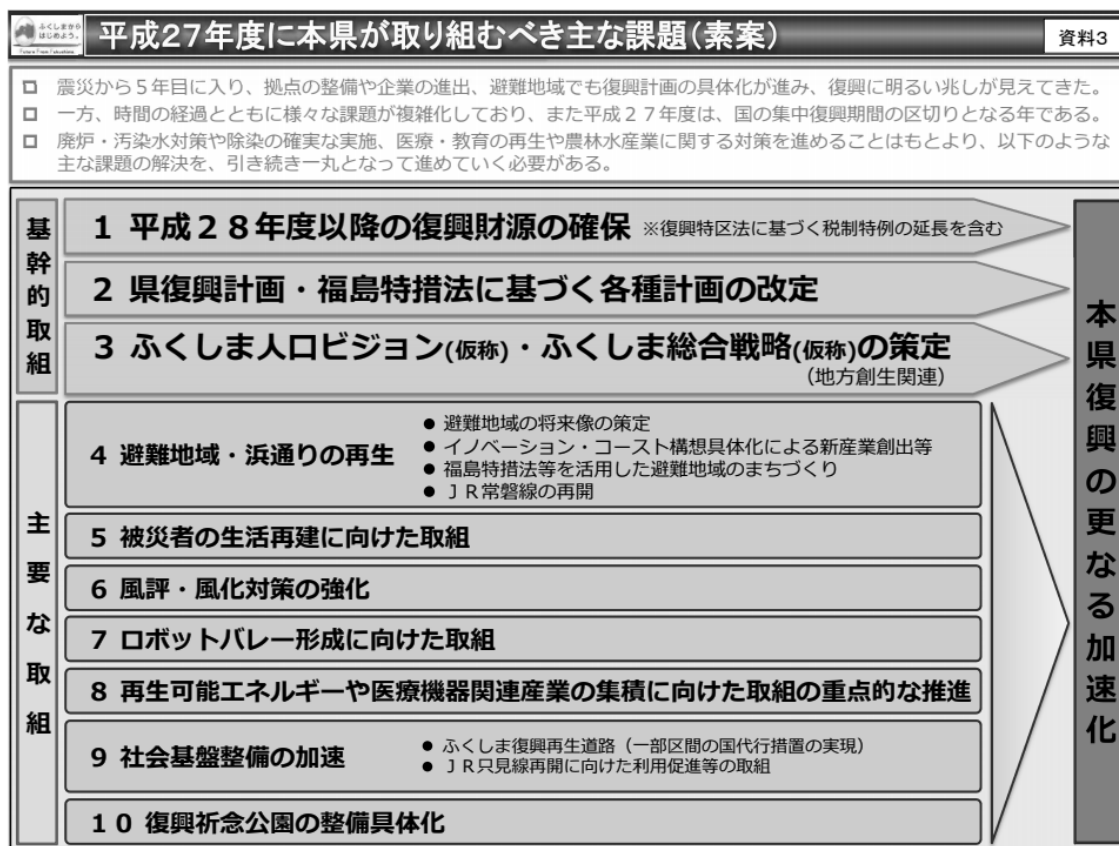 ふくしまから
はじめよう。
Future From Fukushima.
平成27年度に本県が取り組むべき主な課題(素案)
資料3
□ 震災から5年目に入り、拠点の整備や企業の進出、避難地域でも復興計画の具体化が進み、復興に明るい兆しが見えてきた。
□ 一方、時間の経過とともに様々な課題が複雑化しており、また平成27年度は、国の集中復興期間の区切りとなる年である。
□ 廃炉・汚染水対策や除染の確実な実施、医療・教育の再生や農林水産業に関する対策を進めることはもとより、以下のような
主な課題の解決を、引き続き一丸となって進めていく必要がある。
基幹的取組
1 平成28年度以降の復興財源の確保 ※復興特区法に基づく税制特例の延長を含む
2 県復興計画・福島特措法に基づく各種計画の改定
3 ふくしま人口ビジョン(仮称)・ふくしま総合戦略(仮称)の策定
(地方創生関連)
主要な取組
4 避難地域・浜通りの再生
● 避難地域の将来像の策定
● イノベーション・コースト構想具体化による新産業創出等
● 福島特措法等を活用した避難地域のまちづくり
● JR常磐線の再開
5 被災者の生活再建に向けた取組
6 風評・風化対策の強化
7 ロボットバレー形成に向けた取組
8 再生可能エネルギーや医療機器関連産業の集積に向けた取組の重点的な推進
9 社会基盤整備の加速
● ふくしま復興再生道路(一部区間の国代行措置の実現)
● JR只見線再開に向けた利用促進等の取組
10 復興祈念公園の整備具体化
本県復興の更なる加速化